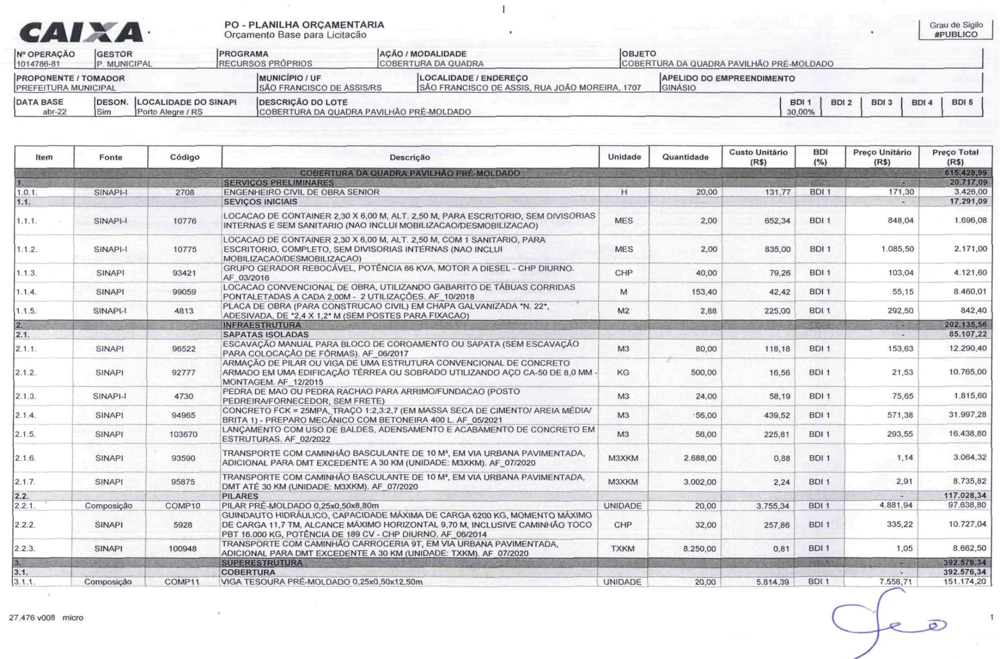 CAIXA
PO - PLANILHA ORÇAMENTÁRIA
Orçamento Base para Licitação
Grau de Sigilo
#PUBLICO
Nº OPERAÇÃO GESTOR PROGRAMA AÇÃO / MODALIDADE OBJETO
1014786-81 P. MUNICIPAL RECURSOS PRÓPRIOS COBERTURA DA QUADRA COBERTURA DA QUADRA PAVILHÃO PRÉ-MOLDADO
PROPONENTE / TOMADOR MUNICÍPIO / UF LOCALIDADE / ENDEREÇO APELIDO DO EMPREENDIMENTO
PREFEITURA MUNICIPAL SÃO FRANCISCO DE ASSIS/RS SÃO FRANCISCO DE ASSIS, RUA JOÃO MOREIRA, 1707 GINÁSIO
DATA BASE DESON. LOCALIDADE DO SINAPI DESCRIÇÃO DO LOTE BDI 1 BDI 2 BDI 3 BDI 4 BDI 5
abr-22 Sim Porto Alegre / RS COBERTURA DA QUADRA PAVILHÃO PRÉ-MOLDADO 30,00%
Item Fonte Código Descrição Unidade Quantidade Custo Unitário (R$) BDI (%) Preço Unitário (R$) Preço Total (R$)
COBERTURA DA QUADRA PAVILHÃO PRÉ-MOLDADO 615.428,99
1. SERVIÇOS PRELIMINARES - 20.717,09
1.0.1. SINAPI-I 2708 ENGENHEIRO CIVIL DE OBRA SENIOR H 20,00 131,77 BDI 1 171,30 3.426,00
1.1. SEVIÇOS INICIAIS - 17.291,09
1.1.1. SINAPI-I 10776 LOCACAO DE CONTAINER 2,30 X 6,00 M, ALT. 2,50 M, PARA ESCRITORIO, SEM DIVISORIAS
INTERNAS E SEM SANITARIO (NAO INCLUI MOBILIZACAO/DESMOBILIZACAO) MES 2,00 652,34 BDI 1 848,04 1.696,08
1.1.2. SINAPI-I 10775 LOCACAO DE CONTAINER 2,30 X 6,00 M, ALT. 2,50 M, COM 1 SANITARIO, PARA
ESCRITORIO, COMPLETO, SEM DIVISORIAS INTERNAS (NAO INCLUI
MOBILIZACAO/DESMOBILIZACAO) MES 2,00 835,00 BDI 1 1.085,50 2.171,00
1.1.3. SINAPI 93421 GRUPO GERADOR REBOCÁVEL, POTÊNCIA 66 KVA, MOTOR A DIESEL - CHP DIURNO.
AF_03/2016 CHP 40,00 79,26 BDI 1 103,04 4.121,60
1.1.4. SINAPI 99059 LOCACAO CONVENCIONAL DE OBRA, UTILIZANDO GABARITO DE TÁBUAS CORRIDAS
PONTALETADAS A CADA 2,00M - 2 UTILIZAÇÕES. AF_10/2018 M 153,40 42,42 BDI 1 55,15 8.460,01
1.1.5. SINAPI-I 4813 PLACA DE OBRA (PARA CONSTRUCAO CIVIL) EM CHAPA GALVANIZADA *N. 22*,
ADESIVADA, DE *2,4 X 1,2* M (SEM POSTES PARA FIXACAO) M2 2,88 225,00 BDI 1 292,50 842,40
2. INFRAESTRUTURA - 202.135,56
2.1. SAPATAS ISOLADAS - 85.107,22
2.1.1. SINAPI 96522 ESCAVAÇÃO MANUAL PARA BLOCO DE COROAMENTO OU SAPATA (SEM ESCAVAÇÃO
PARA COLOCAÇÃO DE FÔRMAS). AF_06/2017 M3 80,00 118,18 BDI 1 153,63 12.290,40
2.1.2. SINAPI 92777 ARMAÇÃO DE PILAR OU VIGA DE UMA ESTRUTURA CONVENCIONAL DE CONCRETO
ARMADO EM UMA EDIFICAÇÃO TÉRREA OU SOBRADO UTILIZANDO AÇO CA-50 DE 8,0 MM -
MONTAGEM. AF_12/2015 KG 500,00 16,56 BDI 1 21,53 10.765,00
2.1.3. SINAPI-I 4730 PEDRA DE MAO OU PEDRA RACHAO PARA ARRIMO/FUNDACAO (POSTO
PEDREIRA/FORNECEDOR, SEM FRETE) M3 24,00 58,19 BDI 1 75,65 1.815,60
2.1.4. SINAPI 94965 CONCRETO FCK = 25MPA, TRAÇO 1:2,3:2,7 (EM MASSA SECA DE CIMENTO/ AREIA MÉDIA/
BRITA 1) - PREPARO MECÂNICO COM BETONEIRA 400 L. AF_05/2021 M3 56,00 439,52 BDI 1 571,38 31.997,28
2.1.5. SINAPI 103670 LANÇAMENTO COM USO DE BALDES, ADENSAMENTO E ACABAMENTO DE CONCRETO EM
ESTRUTURAS. AF_02/2022 M3 56,00 225,81 BDI 1 293,55 16.438,80
2.1.6. SINAPI 93590 TRANSPORTE COM CAMINHÃO BASCULANTE DE 10 M³, EM VIA URBANA PAVIMENTADA,
ADICIONAL PARA DMT EXCEDENTE A 30 KM (UNIDADE: M3XKM). AF_07/2020 M3XKM 2.688,00 0,88 BDI 1 1,14 3.064,32
2.1.7. SINAPI 95875 TRANSPORTE COM CAMINHÃO BASCULANTE DE 10 M³, EM VIA URBANA PAVIMENTADA,
DMT ATÉ 30 KM (UNIDADE: M3XKM). AF_07/2020 M3XKM 3.002,00 2,24 BDI 1 2,91 8.735,82
2.2. PILARES - 117.028,34
2.2.1. Composição COMP10 PILAR PRÉ-MOLDADO 0,25x0,50x8,80m UNIDADE 20,00 3.755,34 BDI 1 4.881,94 97.638,80
2.2.2. SINAPI 5928 GUINDAUTO HIDRÁULICO, CAPACIDADE MÁXIMA DE CARGA 6200 KG, MOMENTO MÁXIMO
DE CARGA 11,7 TM, ALCANCE MÁXIMO HORIZONTAL 9,70 M, INCLUSIVE CAMINHÃO TOCO
PBT 16.000 KG, POTÊNCIA DE 189 CV - CHP DIURNO. AF_06/2014 CHP 32,00 257,86 BDI 1 335,22 10.727,04
2.2.3. SINAPI 100948 TRANSPORTE COM CAMINHÃO CARROCERIA 9T, EM VIA URBANA PAVIMENTADA,
ADICIONAL PARA DMT EXCEDENTE A 30 KM (UNIDADE: TXKM). AF_07/2020 TXKM 8.250,00 0,81 BDI 1 1,05 8.662,50
3. SUPERESTRUTURA - 392.576,34
3.1. COBERTURA - 392.576,34
3.1.1. Composição COMP11 VIGA TESOURA PRÉ-MOLDADO 0,25x0,50x12,50m UNIDADE 20,00 5.814,39 BDI 1 7.558,71 151.174,20
27.476 v008 micro
1